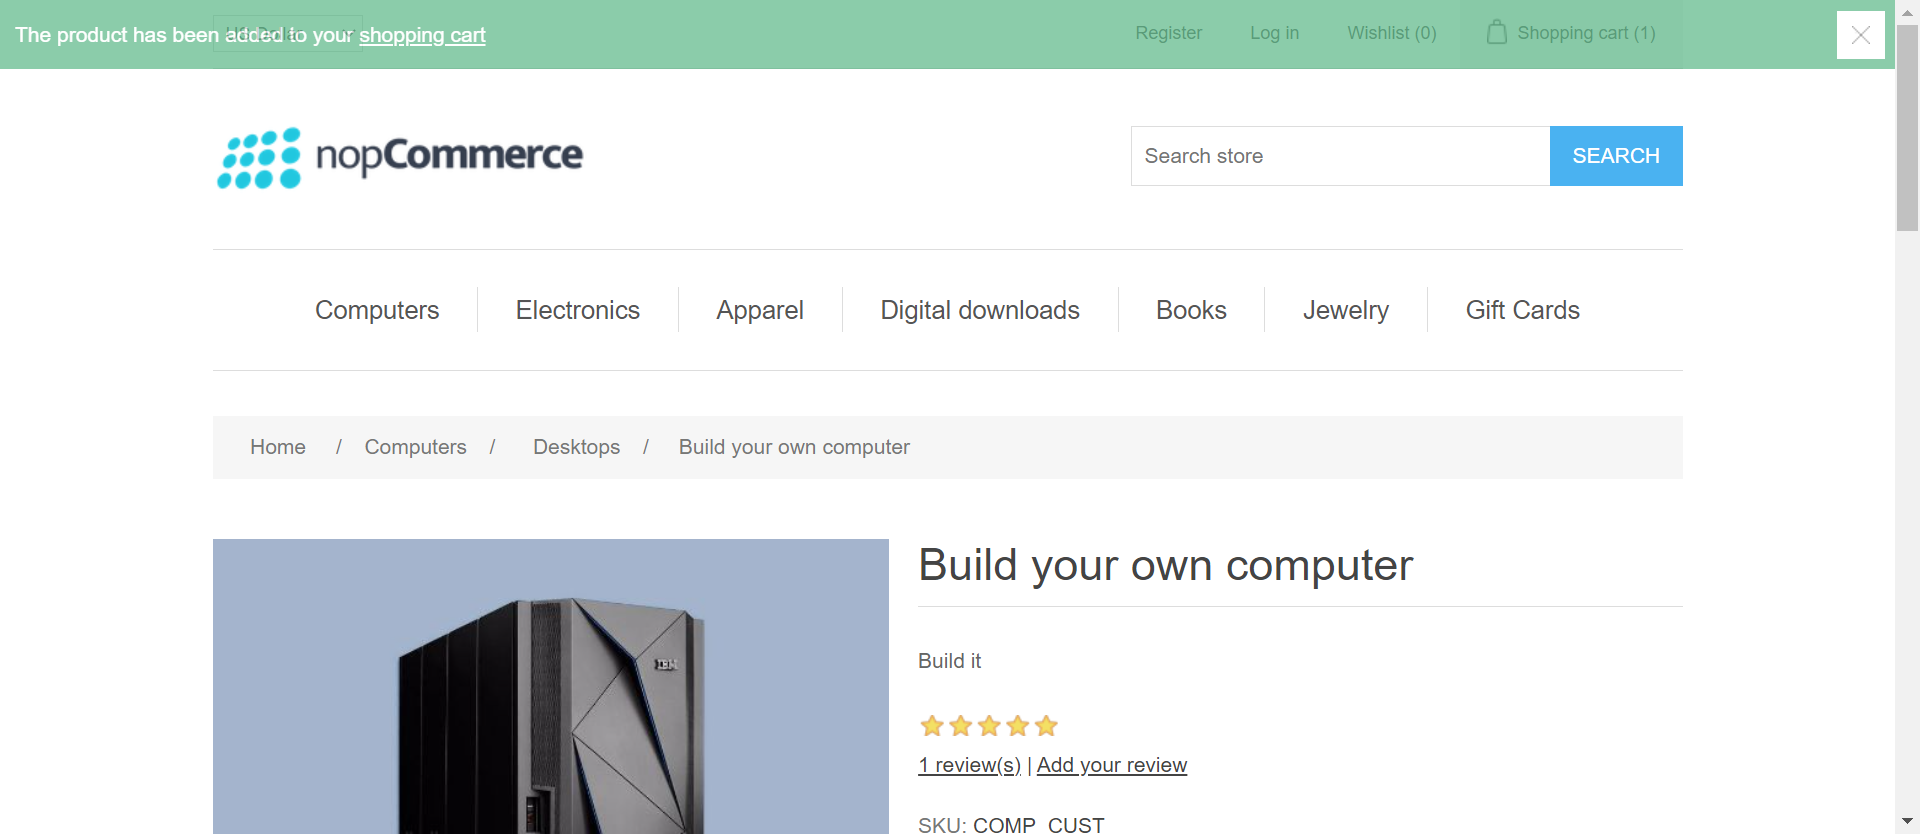 The product has been added to your shopping cart
Register
Log in
Wishlist (0)
Shopping cart (1)
nopCommerce
Search store
SEARCH
Computers
Electronics
Apparel
Digital downloads
Books
Jewelry
Gift Cards
Home / Computers / Desktops / Build your own computer
Build your own computer
IBM
Build it
1 review(s) | Add your review
SKU: COMP_CUST